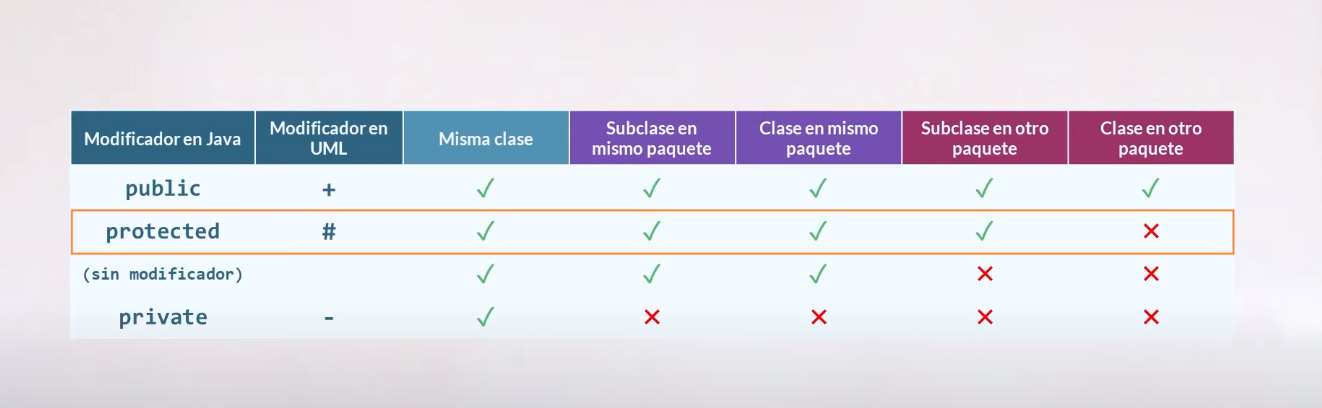 Modificador en Java
Modificador en
UML
Misma clase
Subclase en
mismo paquete
Clase en mismo
paquete
Subclase en otro
paquete
Clase en otro
paquete
public + ✓ ✓ ✓ ✓ ✓
protected # ✓ ✓ ✓ ✓ ✕
(sin modificador) ✓ ✓ ✓ ✕ ✕
private - ✓ ✕ ✕ ✕ ✕